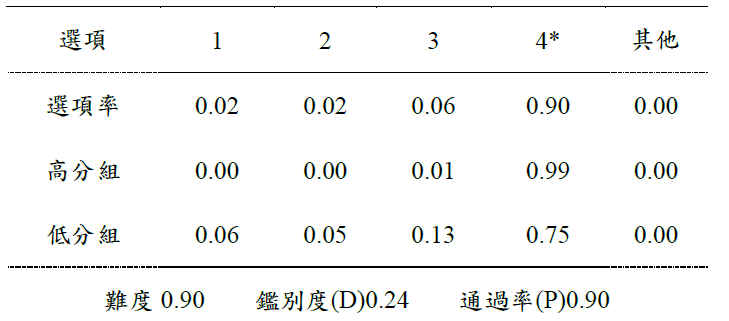 選項 1 2 3 4* 其他
選項率 0.02 0.02 0.06 0.90 0.00
高分組 0.00 0.00 0.01 0.99 0.00
低分組 0.06 0.05 0.13 0.75 0.00
難度 0.90 鑑別度(D)0.24 通過率(P)0.90